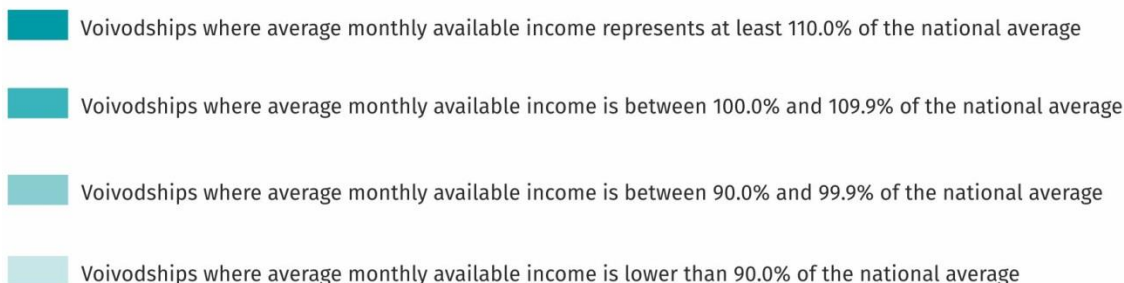 Voivodships where average monthly available income represents at least 110.0% of the national average
Voivodships where average monthly available income is between 100.0% and 109.9% of the national average
Voivodships where average monthly available income is between 90.0% and 99.9% of the national average
Voivodships where average monthly available income is lower than 90.0% of the national average